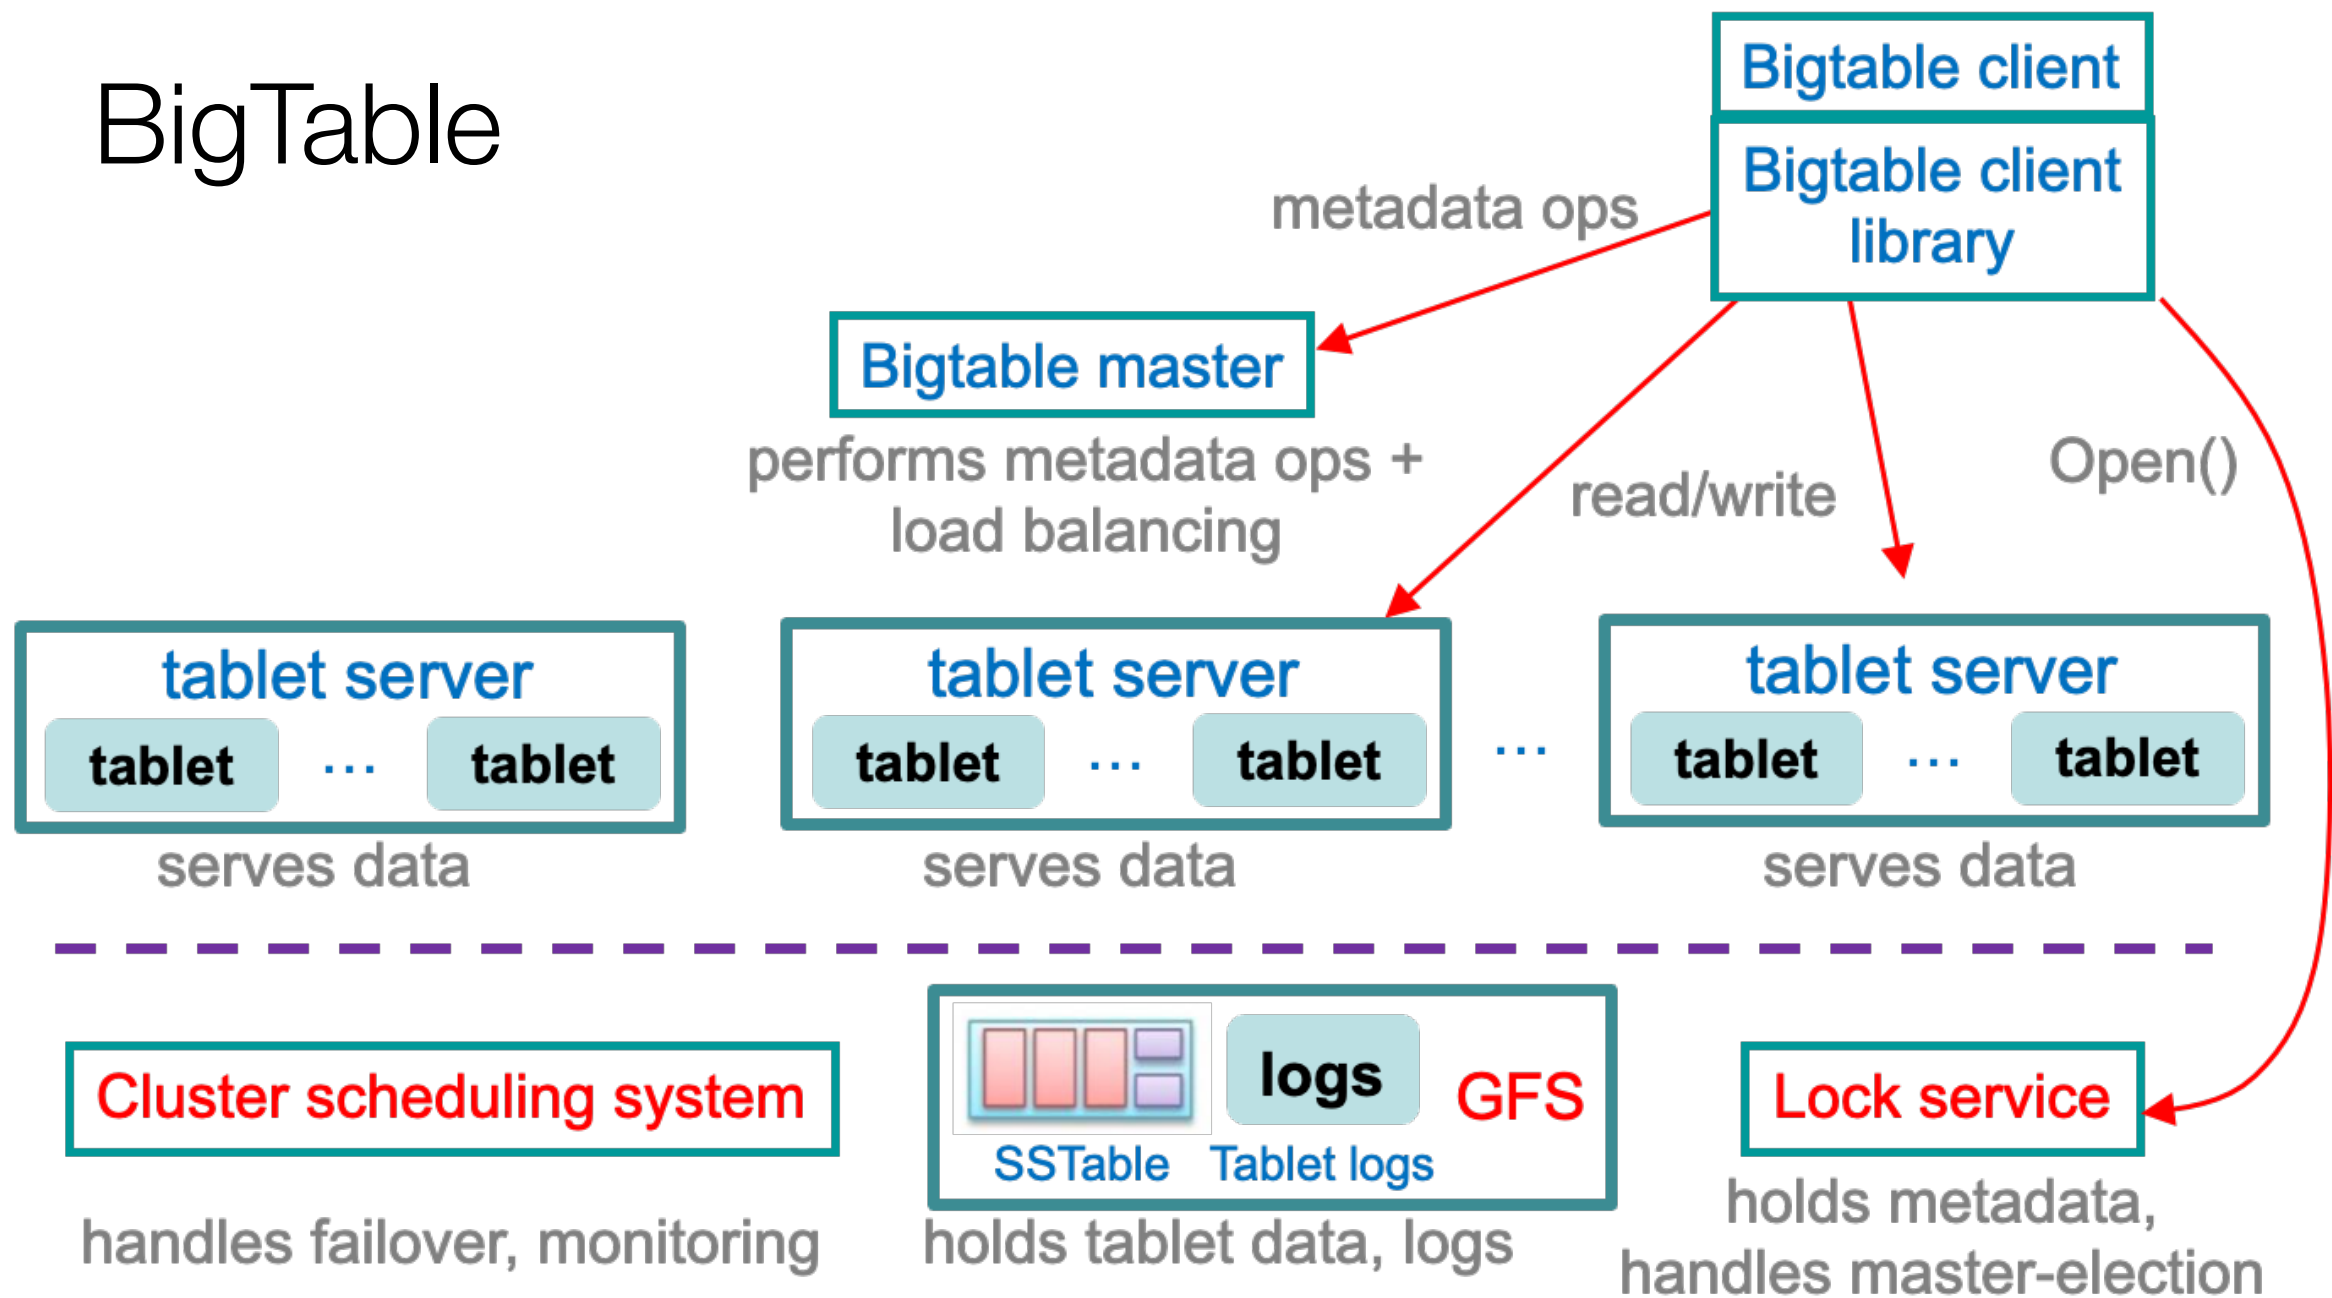 BigTable
Bigtable client
Bigtable client
library
metadata ops
Bigtable master
performs metadata ops +
load balancing
read/write
Open()
tablet server
tablet ... tablet
serves data
tablet server
tablet ... tablet
serves data
...
tablet server
tablet ... tablet
serves data
Cluster scheduling system
handles failover, monitoring
logs
GFS
SSTable
Tablet logs
holds tablet data, logs
Lock service
holds metadata,
handles master-election